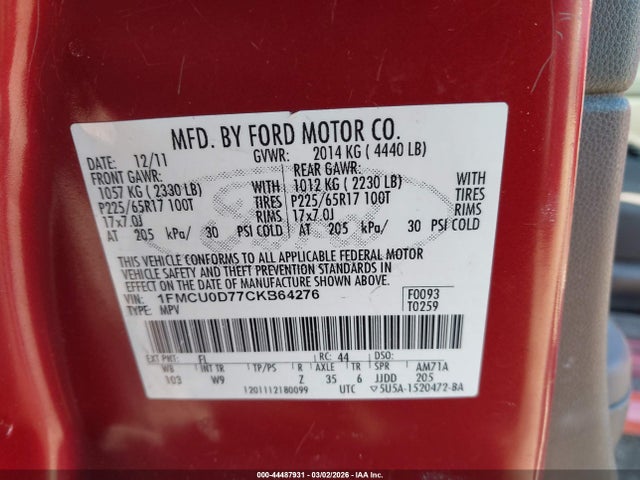 MFD. BY FORD MOTOR CO.
DATE: 12/11 GVWR: 2014 KG ( 4440 LB)
FRONT GAWR: REAR GAWR:
1057 KG ( 2330 LB) WITH 1012 KG ( 2230 LB) WITH
P225/65R17 100T TIRES P225/65R17 100T TIRES
17x7.0J RIMS 17x7.0J RIMS
AT 205 kPa/ 30 PSI COLD AT 205 kPa/ 30 PSI COLD
THIS VEHICLE CONFORMS TO ALL APPLICABLE FEDERAL MOTOR
VEHICLE SAFETY AND THEFT PREVENTION STANDARDS IN
EFFECT ON THE DATE OF MANUFACTURE SHOWN ABOVE.
VIN: 1FMCU0D77CKB64276 F0093
TYPE: MPV T0259
EXT PNT: FL RC: 44 DSO:
WB INT TR TP/PS R AXLE TR SPR AM71A
103 W9 Z 35 6 JJDD 205
1201112180099 UTC 5U5A-1520472-BA
000-44487931 - 03/02/2026 - IAA Inc.